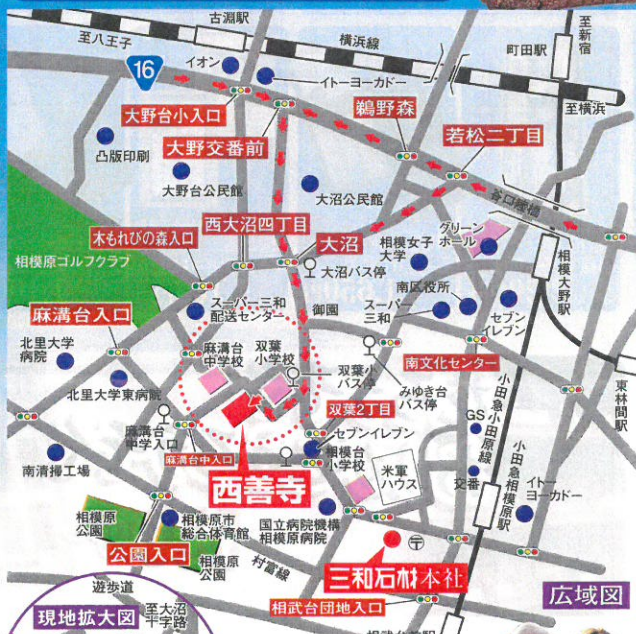 古淵駅
至八王子
横浜線
町田駅
至新宿
至横浜
16
イオン
イトーヨーカドー
大野台小入口
大野交番前
鵜野森
若松二丁目
凸版印刷
大野台公民館
大沼公民館
谷口陸橋
グリーン
ホール
木もれびの森入口
西大沼四丁目
大沼
大沼バス停
相模女子
大学
相模大野駅
相模原ゴルフクラブ
麻溝台入口
スーパー三和
配送センター
御園
スーパー
三和
南区役所
セブン
イレブン
北里大学
病院
麻溝台
中学校
双葉
小学校
双葉小
バス停
みゆき台
バス停
南文化センター
東林間駅
北里大学東病院
双葉2丁目
小田急小田原線
麻溝台
中学入口
麻溝台中入口
セブンイレブン
相模台
小学校
GS
交番
小田急相模原駅
イトー
ヨーカドー
南清掃工場
西善寺
米軍
ハウス
相模原
公園
相模原市
総合体育館
国立病院機構
相模原病院
〒
公園入口
相模原
公園
村富線
三和石材本社
遊歩道
相武台団地入口
広域図
現地拡大図
至大沼
十字路
相武台前駅